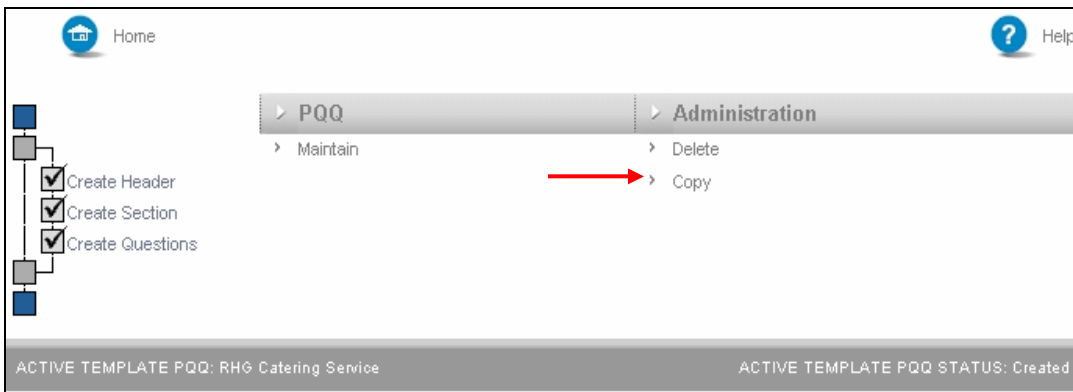 Home
? Help
PQQ Administration
Maintain Delete
Copy
Create Header
Create Section
Create Questions
ACTIVE TEMPLATE PQQ: RHG Catering Service ACTIVE TEMPLATE PQQ STATUS: Created